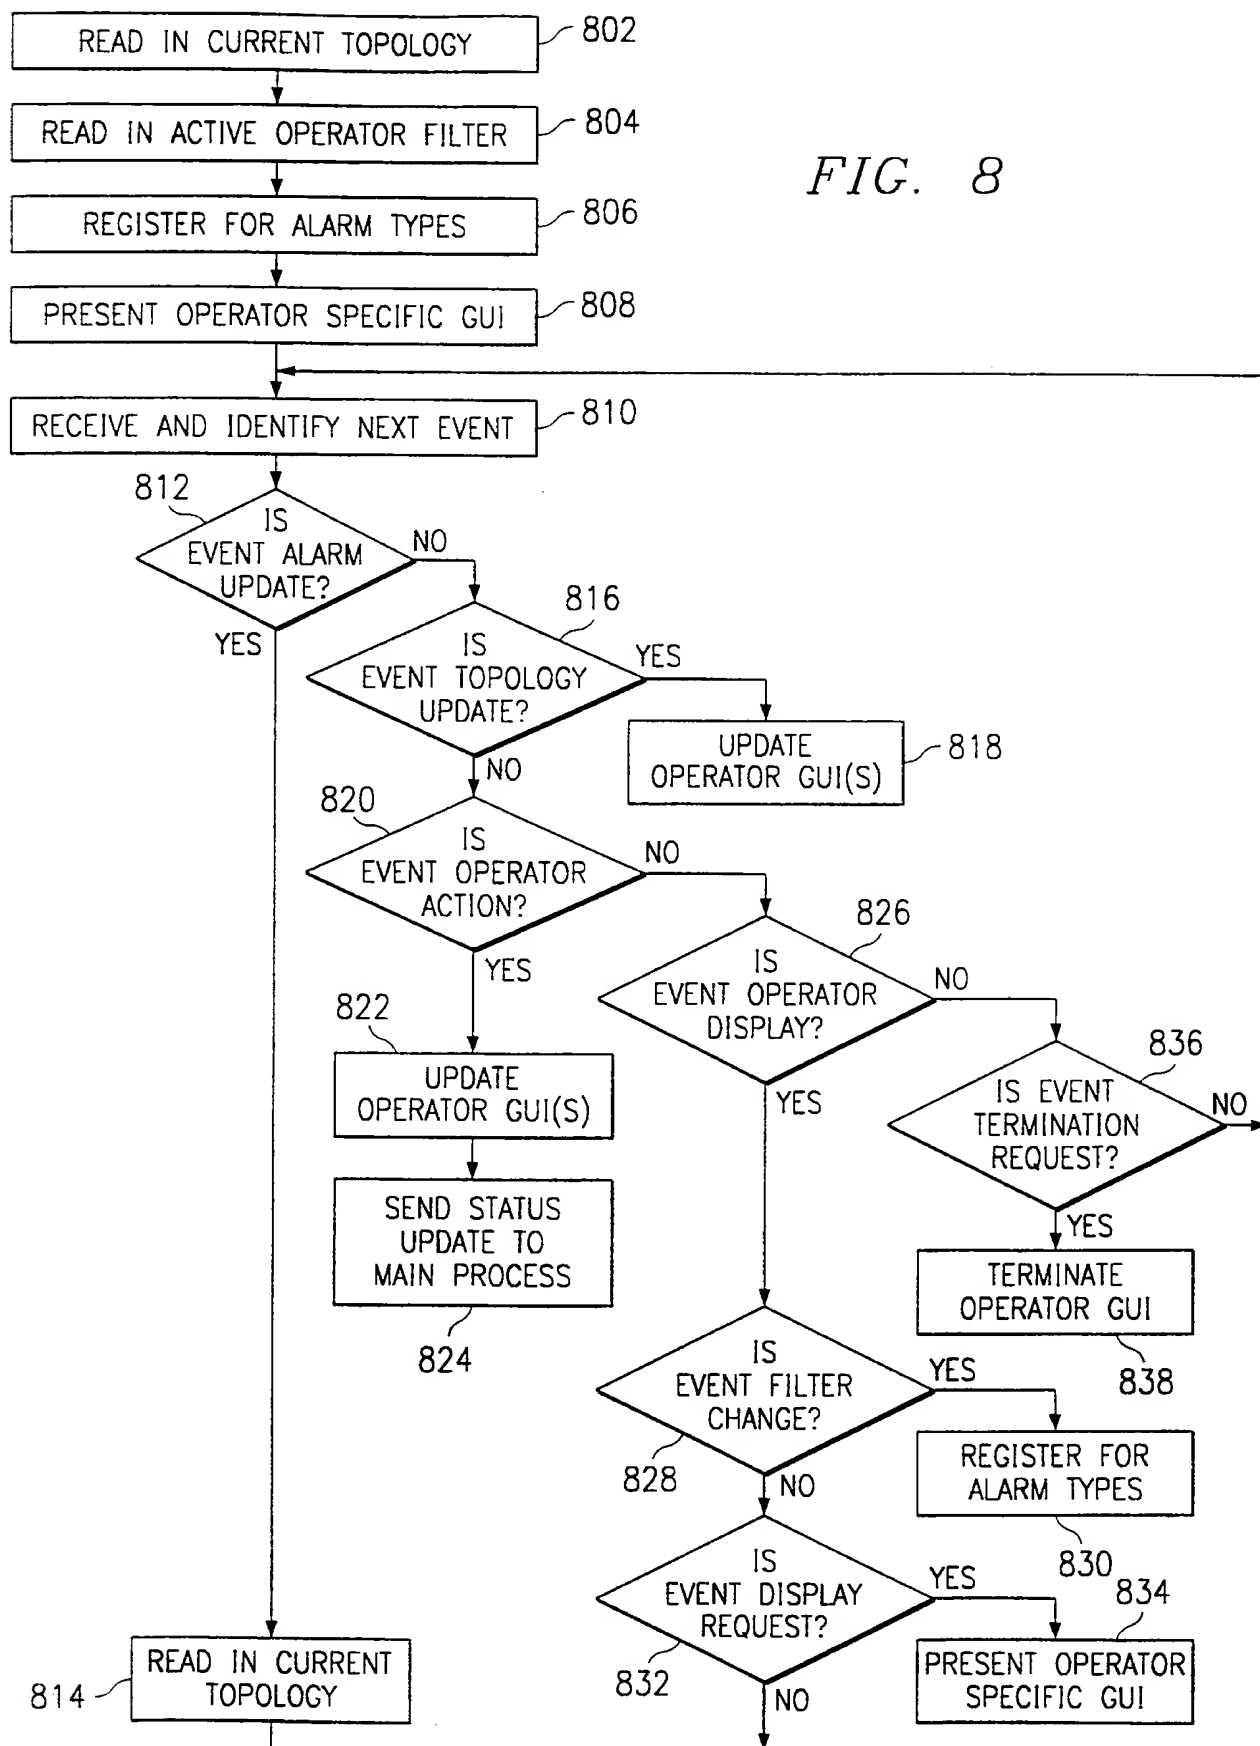 READ IN CURRENT TOPOLOGY
802
READ IN ACTIVE OPERATOR FILTER
804
FIG. 8
REGISTER FOR ALARM TYPES
806
PRESENT OPERATOR SPECIFIC GUI
808
RECEIVE AND IDENTIFY NEXT EVENT
810
812
IS
EVENT ALARM
UPDATE?
NO
YES
816
IS
EVENT TOPOLOGY
UPDATE?
YES
NO
UPDATE
OPERATOR GUI(S)
818
820
IS
EVENT OPERATOR
ACTION?
NO
YES
826
IS
EVENT OPERATOR
DISPLAY?
NO
YES
822
UPDATE
OPERATOR GUI(S)
836
IS EVENT
TERMINATION
REQUEST?
NO
YES
SEND STATUS
UPDATE TO
MAIN PROCESS
824
TERMINATE
OPERATOR GUI
838
IS
EVENT FILTER
CHANGE?
YES
828
NO
REGISTER FOR
ALARM TYPES
830
IS
EVENT DISPLAY
REQUEST?
YES
832
NO
834
PRESENT OPERATOR
SPECIFIC GUI
READ IN CURRENT
TOPOLOGY
814